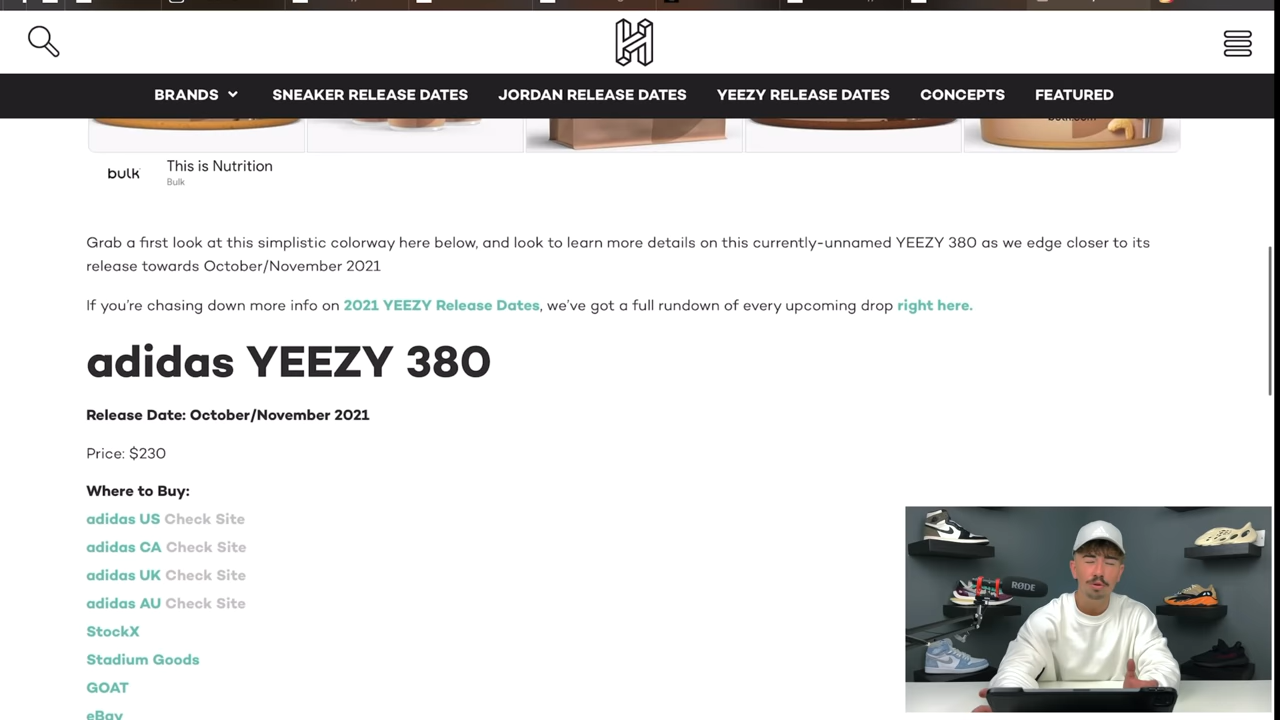 BRANDS
SNEAKER RELEASE DATES
JORDAN RELEASE DATES
YEEZY RELEASE DATES
CONCEPTS
FEATURED
bulk.com
bulk
This is Nutrition
Bulk
Grab a first look at this simplistic colorway here below, and look to learn more details on this currently-unnamed YEEZY 380 as we edge closer to its
release towards October/November 2021
If you're chasing down more info on 2021 YEEZY Release Dates, we've got a full rundown of every upcoming drop right here.
adidas YEEZY 380
Release Date: October/November 2021
Price: $230
Where to Buy:
adidas US Check Site
adidas CA Check Site
adidas UK Check Site
adidas AU Check Site
StockX
Stadium Goods
GOAT
eBay
RØDE